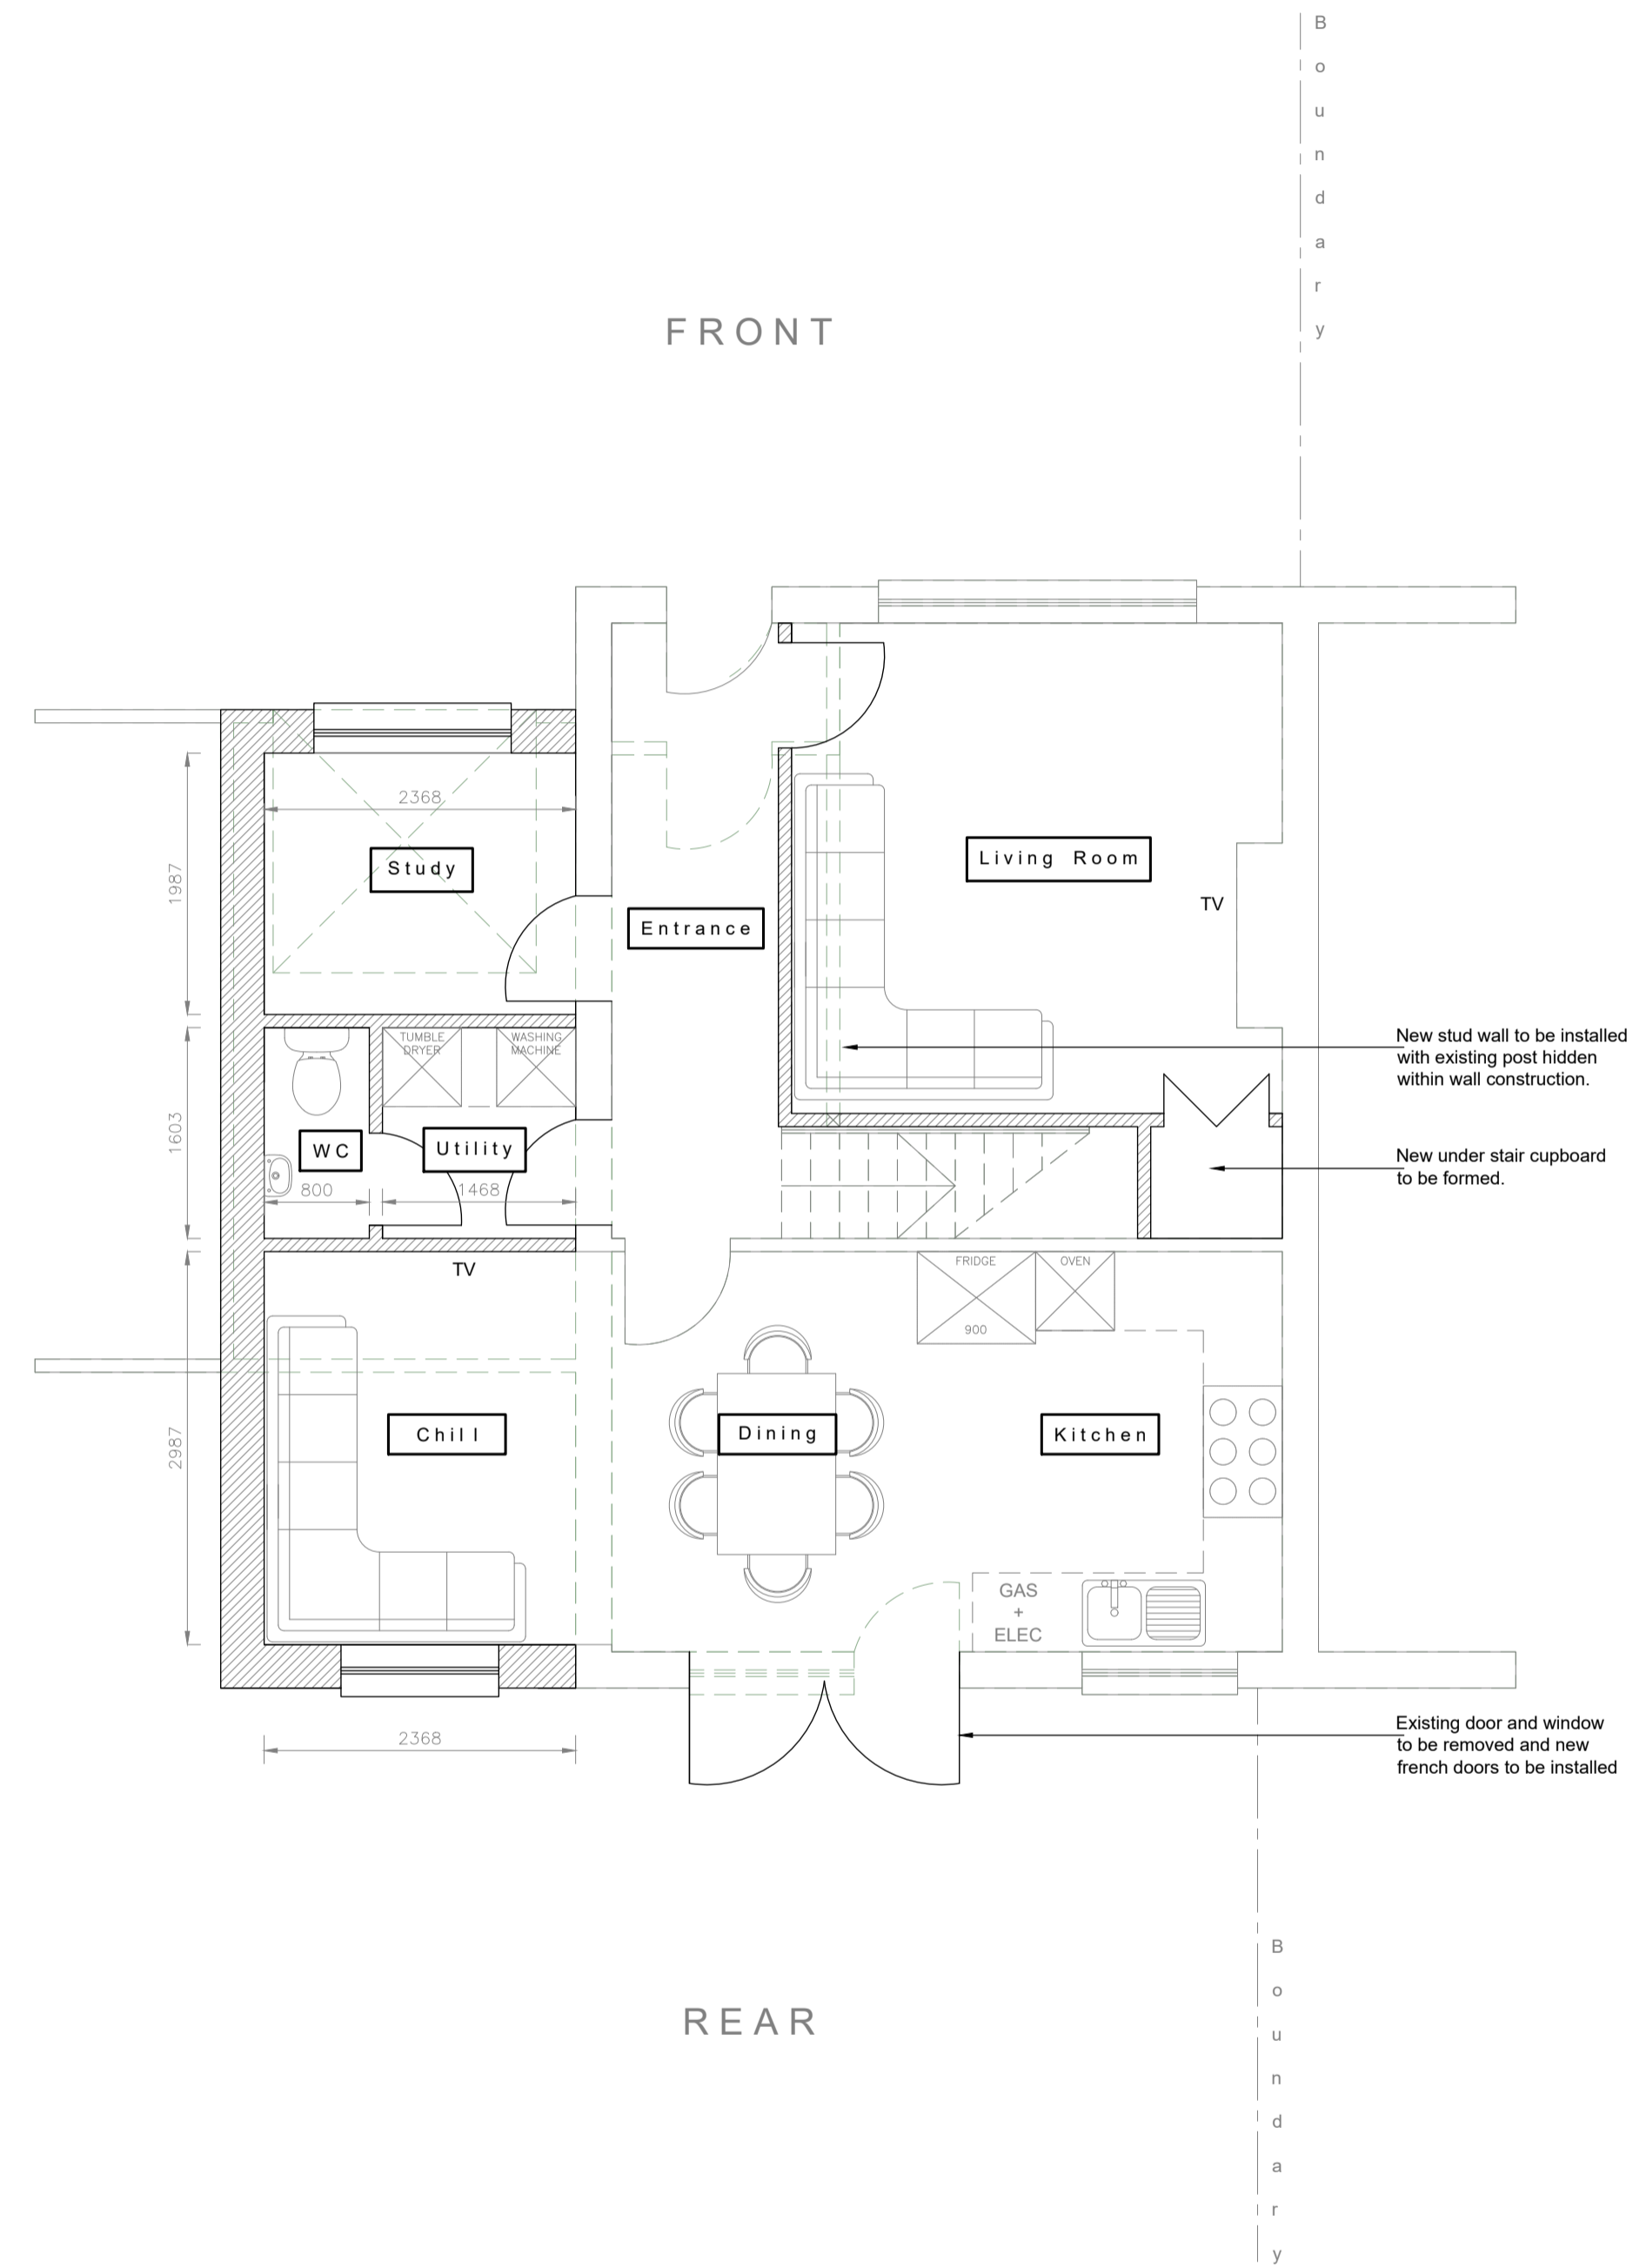 Boundary
FRONT
2368
Study
1987
Living Room
TV
Entrance
New stud wall to be installed
with existing post hidden
within wall construction.
TUMBLE
DRYER
WASHING
MACHINE
1603
WC
Utility
800
1468
New under stair cupboard
to be formed.
TV
FRIDGE
900
OVEN
2987
Chill
Dining
Kitchen
GAS
+
ELEC
2368
Existing door and window
to be removed and new
french doors to be installed
REAR
Boundary